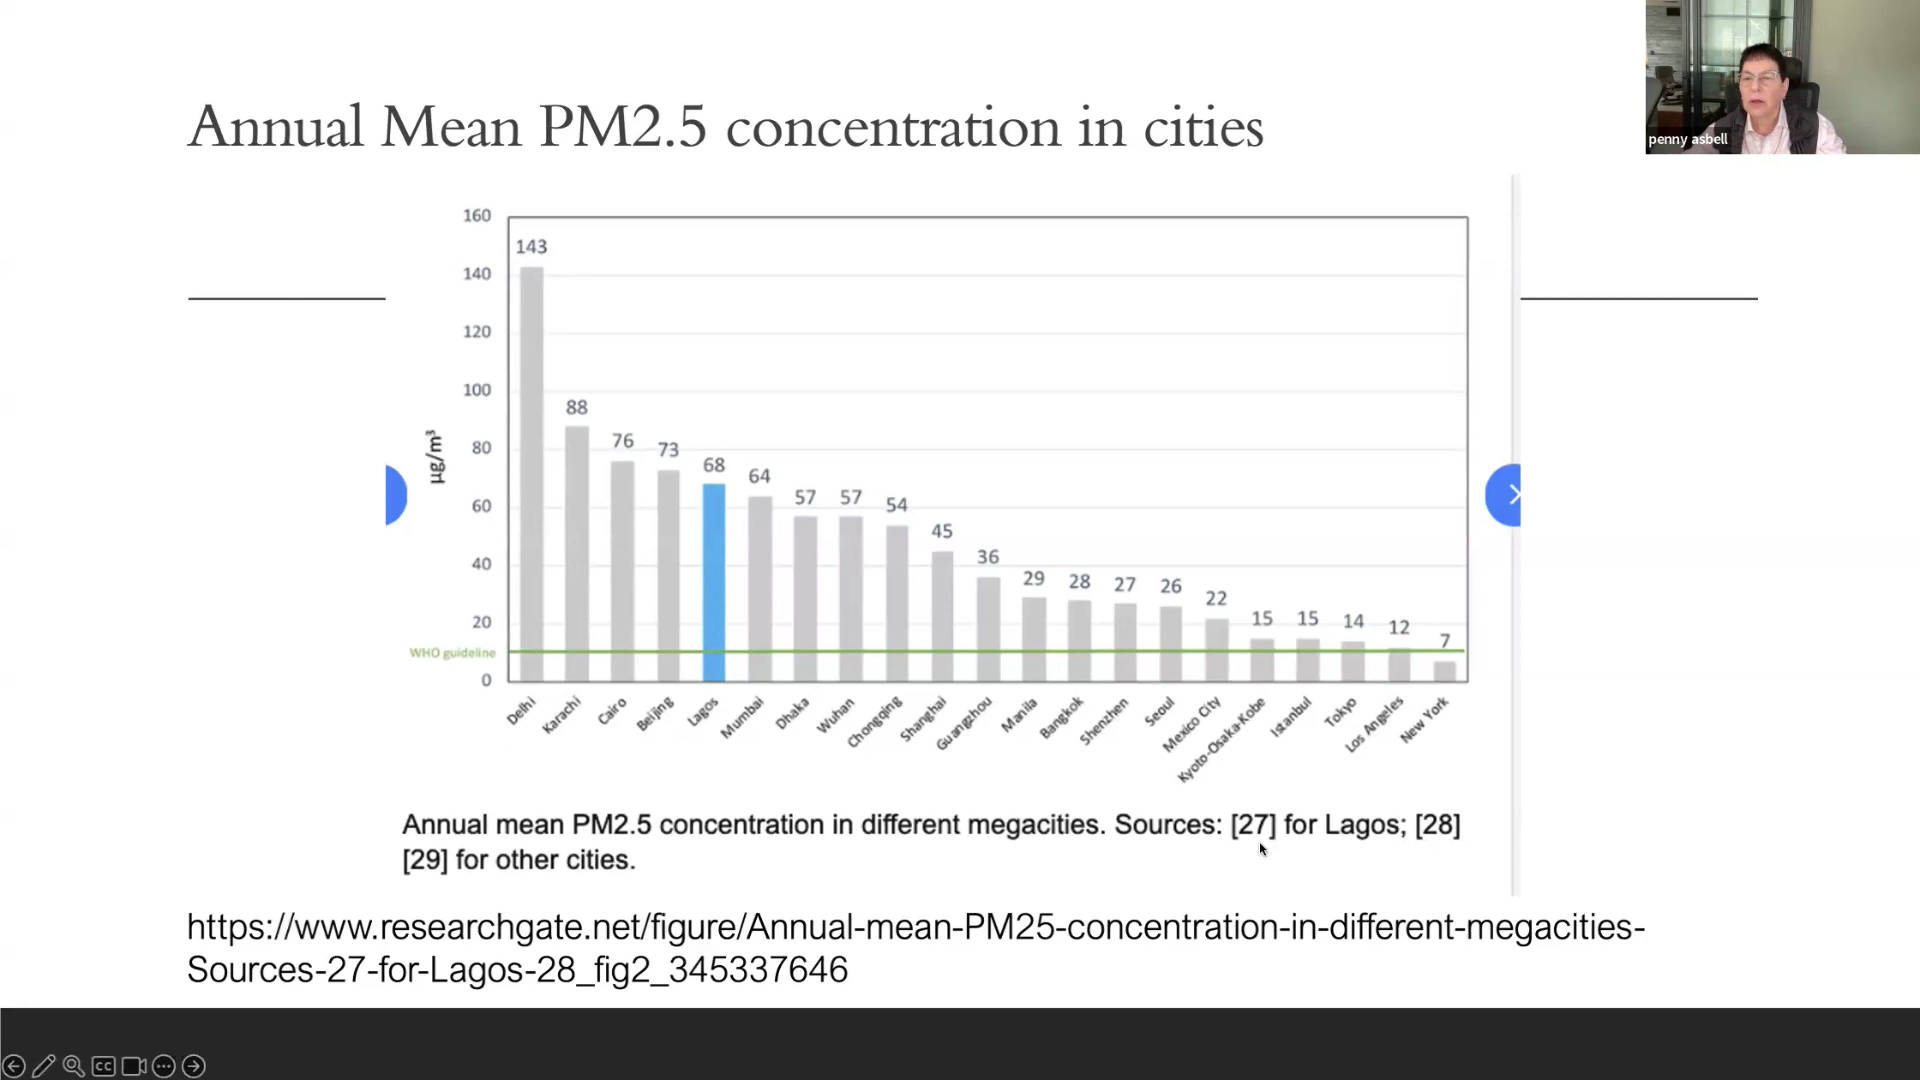 Annual Mean PM2.5 concentration in cities
penny asbell
160
140
120
100
80
60
40
20
0
µg/m³
WHO guideline
143
88
76
73
68
64
57
57
54
45
36
29
28
27
26
22
15
15
14
12
7
Delhi
Karachi
Cairo
Beijing
Lagos
Mumbai
Dhaka
Wuhan
Chongqing
Shanghai
Guangzhou
Manila
Bangkok
Shenzhen
Seoul
Mexico City
Kyoto-Osaka-Kobe
Istanbul
Tokyo
Los Angeles
New York
Annual mean PM2.5 concentration in different megacities. Sources: [27] for Lagos; [28]
[29] for other cities.
https://www.researchgate.net/figure/Annual-mean-PM25-concentration-in-different-megacities-
Sources-27-for-Lagos-28_fig2_345337646
CC